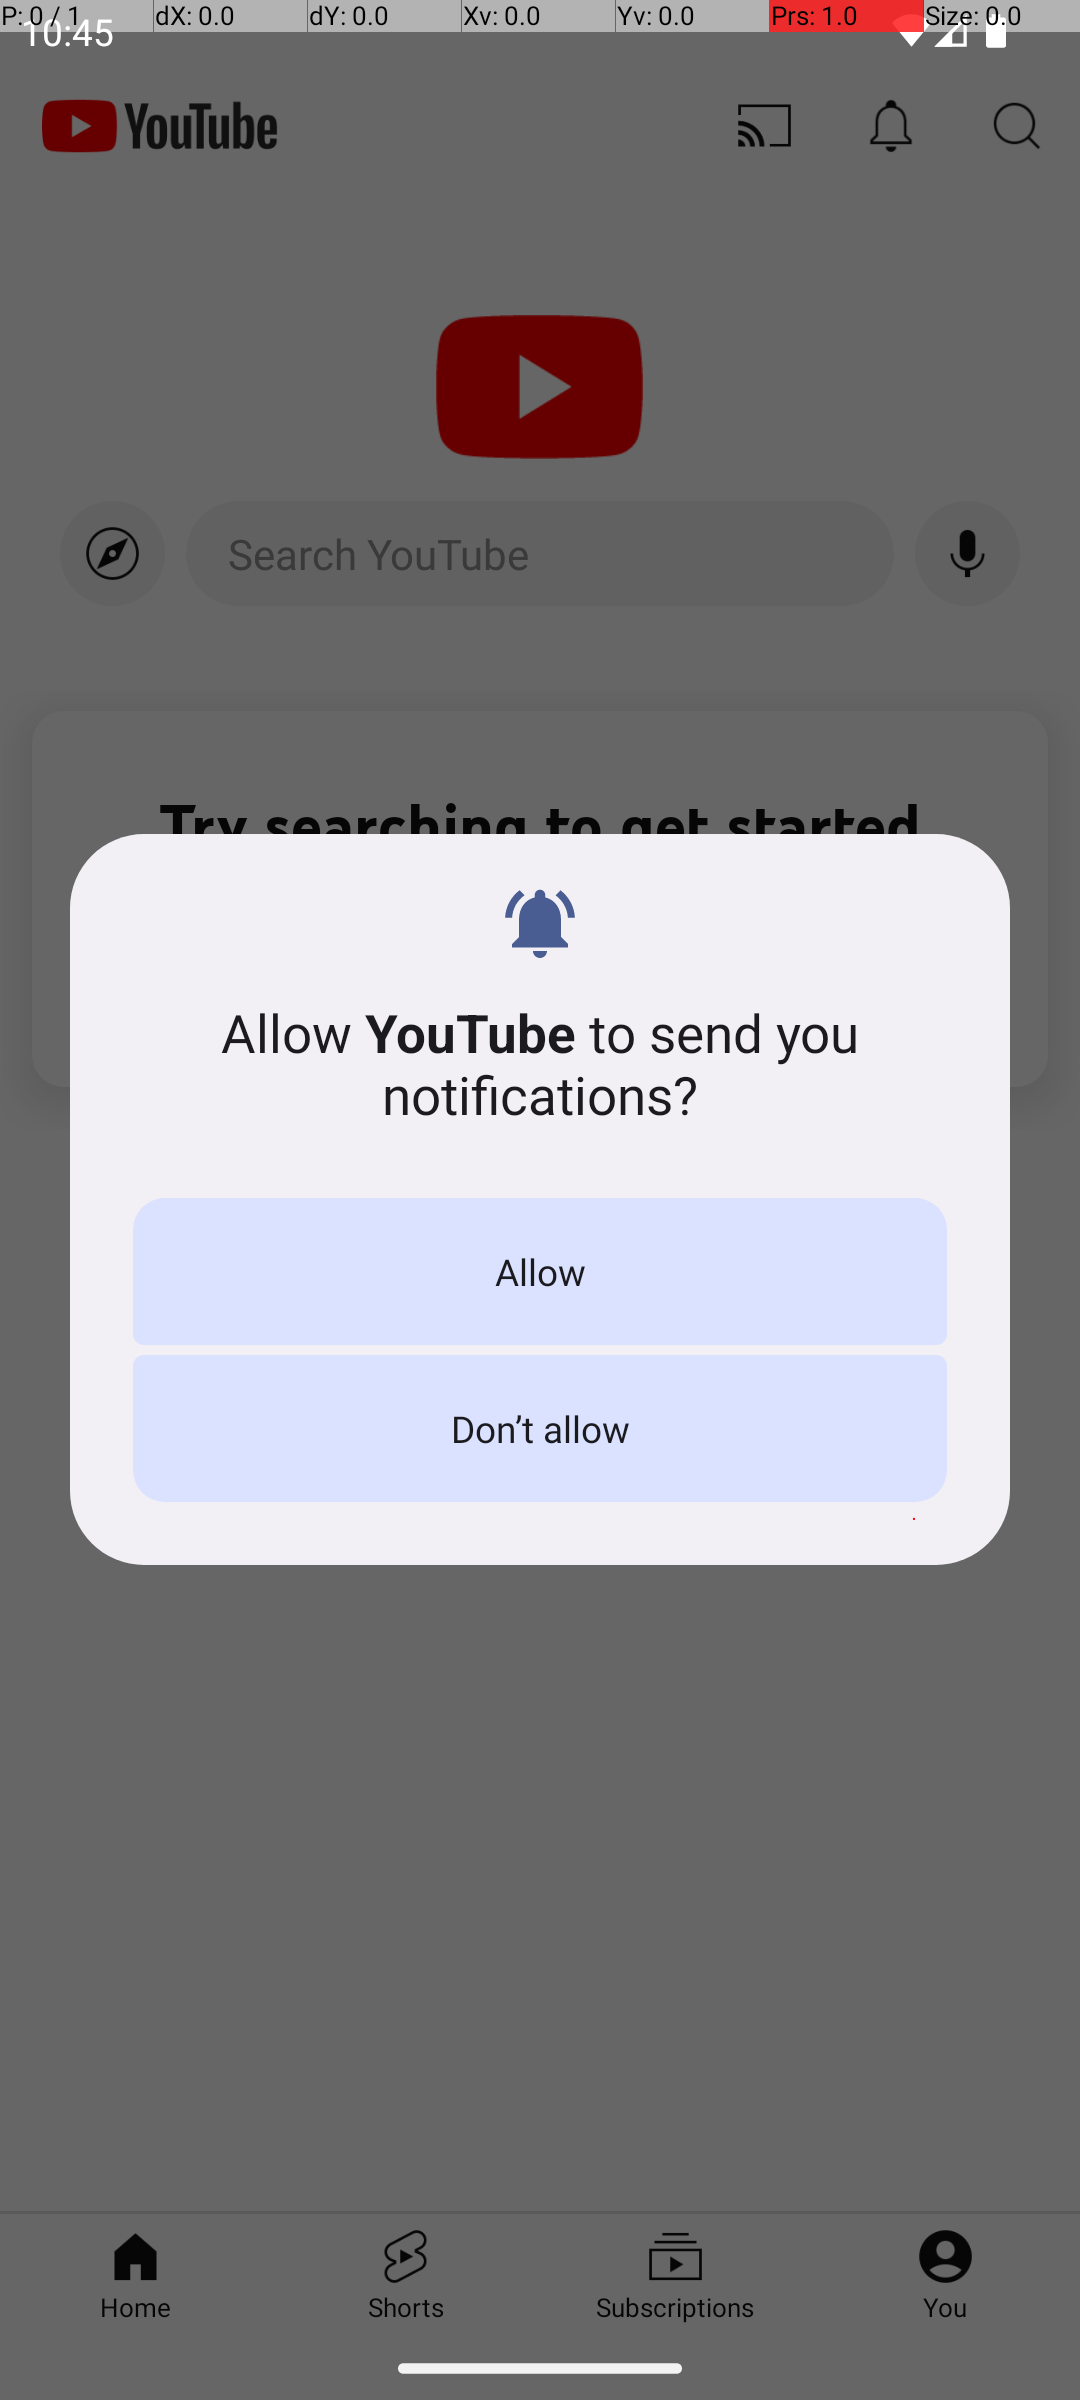 P: 0 / 1 dX: 0.0 dY: 0.0 Xv: 0.0 Yv: 0.0 Prs: 1.0 Size: 0.0
10:45
YouTube
Search YouTube
Try searching to get started
Allow YouTube to send you
notifications?
Allow
Don’t allow
Home Shorts Subscriptions You